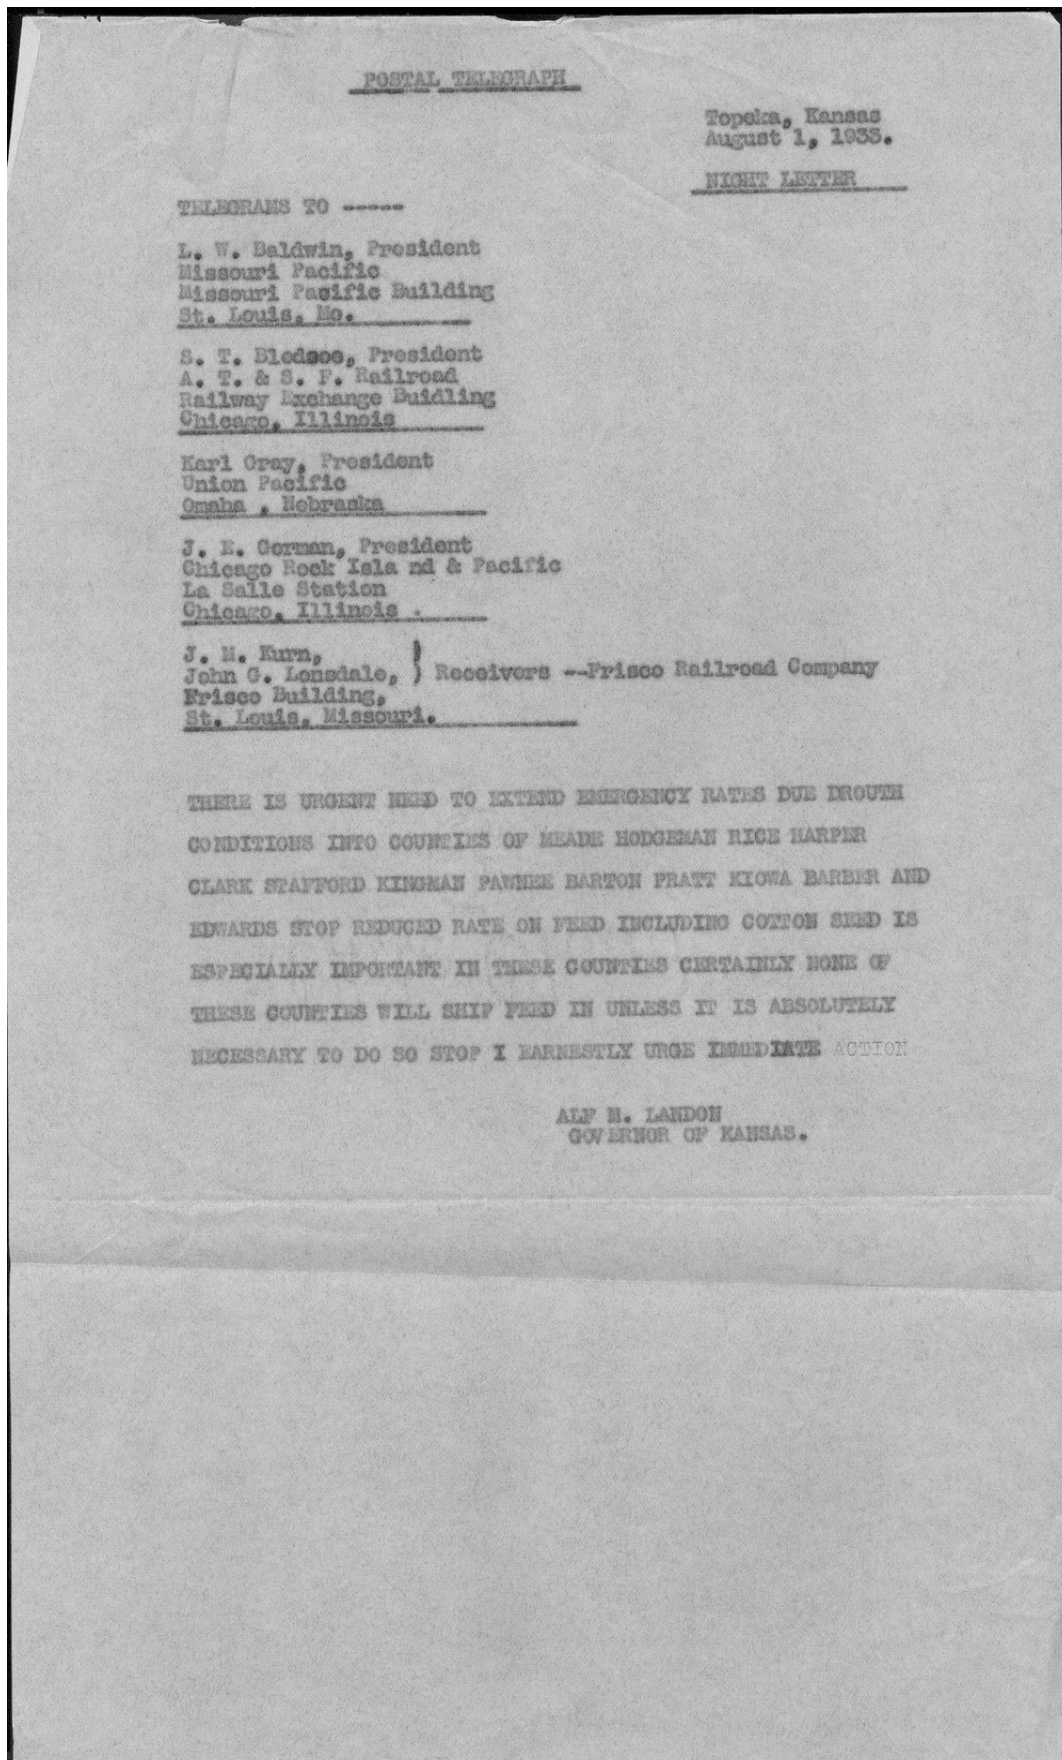 POSTAL TELEGRAPH
Topeka, Kansas
August 1, 1933.
NIGHT LETTER
TELEGRAMS TO -----
L. W. Baldwin, President
Missouri Pacific
Missouri Pacific Building
St. Louis, Mo.
S. T. Bledsoe, President
A. T. & S. F. Railroad
Railway Exchange Buidling
Chicago, Illinois
Karl Gray, President
Union Pacific
Omaha , Nebraska
J. E. Gorman, President
Chicago Rock Isla nd & Pacific
La Salle Station
Chicago, Illinois .
J. M. Kurn, )
John G. Lonsdale, ) Receivers --Frisco Railroad Company
Frisco Building,
St. Louis, Missouri.
THERE IS URGENT NEED TO EXTEND EMERGENCY RATES DUE DROUTH
CONDITIONS INTO COUNTIES OF MEADE HODGEMAN RICE HARPER
CLARK STAFFORD KINGMAN PAWNEE BARTON PRATT KIOWA BARBER AND
EDWARDS STOP REDUCED RATE ON FEED INCLUDING COTTON SEED IS
ESPECIALLY IMPORTANT IN THESE COUNTIES CERTAINLY NONE OF
THESE COUNTIES WILL SHIP FEED IN UNLESS IT IS ABSOLUTELY
NECESSARY TO DO SO STOP I EARNESTLY URGE IMMEDIATE ACTION
ALF M. LANDON
GOVERNOR OF KANSAS.